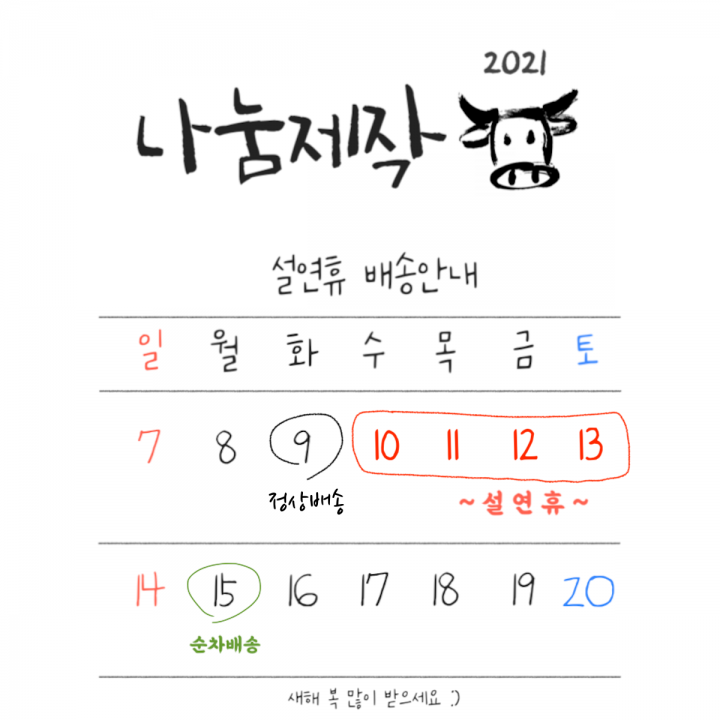 2021
나눔제작
설연휴 배송안내
일 월 화 수 목 금 토
7 8 9 10 11 12 13
정상배송 ~설연휴~
14 15 16 17 18 19 20
순차배송
새해 복 많이 받으세요 :)